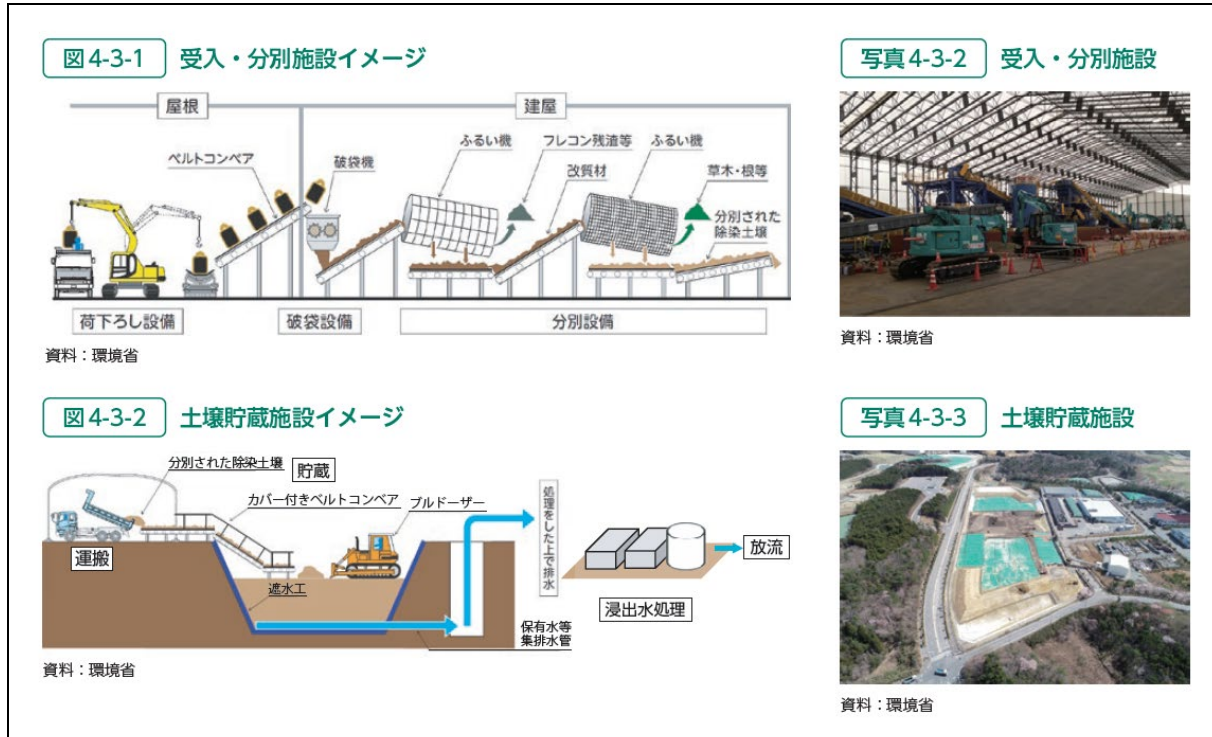 図4-3-1 受入・分別施設イメージ
屋根
建屋
ベルトコンベア
破袋機
ふるい機
フレコン残渣等
改質材
ふるい機
草木・根等
分別された
除染土壌
荷下ろし設備
破袋設備
分別設備
資料：環境省
写真4-3-2 受入・分別施設
資料：環境省
図4-3-2 土壌貯蔵施設イメージ
分別された除染土壌
貯蔵
カバー付きベルトコンベア
ブルドーザー
運搬
遮水工
処理をした上で排水
放流
浸出水処理
保有水等
集排水管
資料：環境省
写真4-3-3 土壌貯蔵施設
資料：環境省